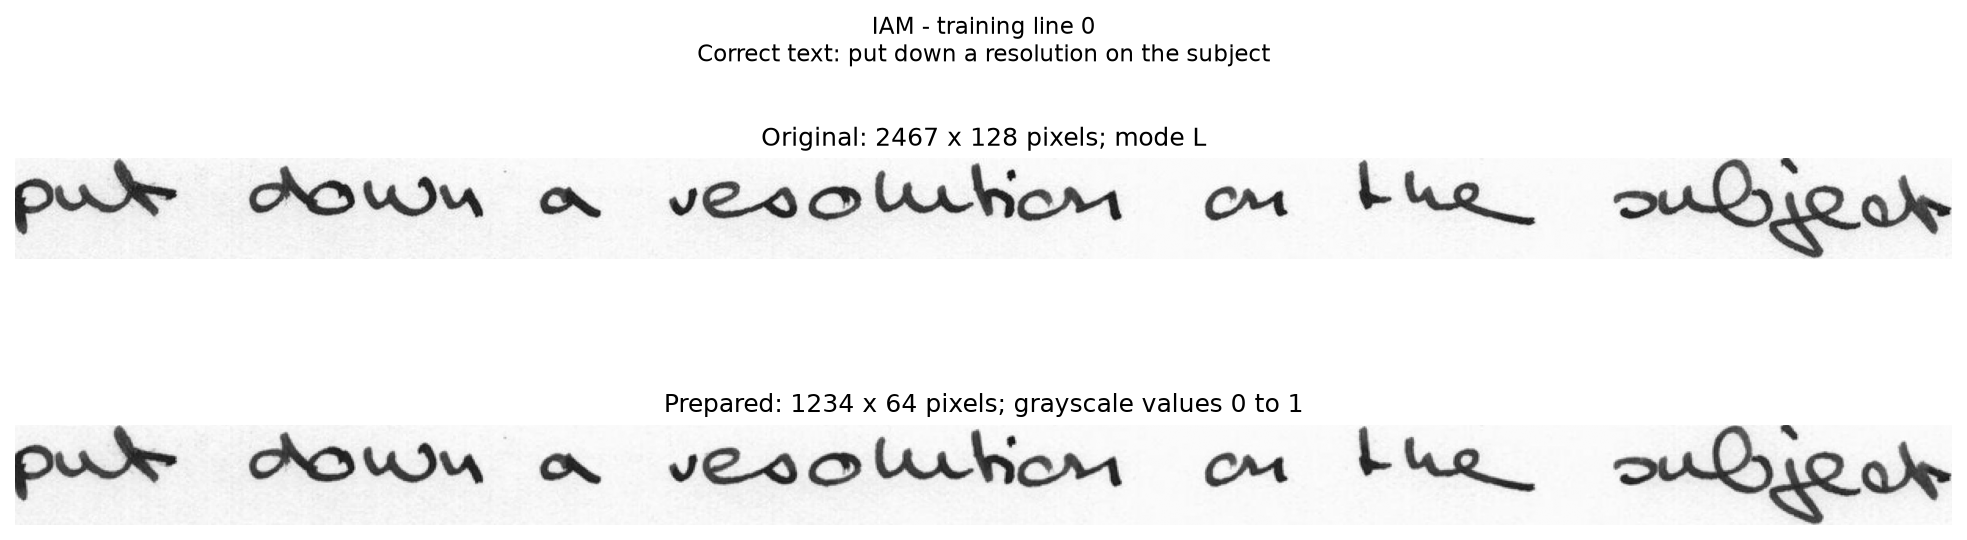 IAM - training line 0
Correct text: put down a resolution on the subject
Original: 2467 x 128 pixels; mode L
put down a resolution on the subject
Prepared: 1234 x 64 pixels; grayscale values 0 to 1
put down a resolution on the subject